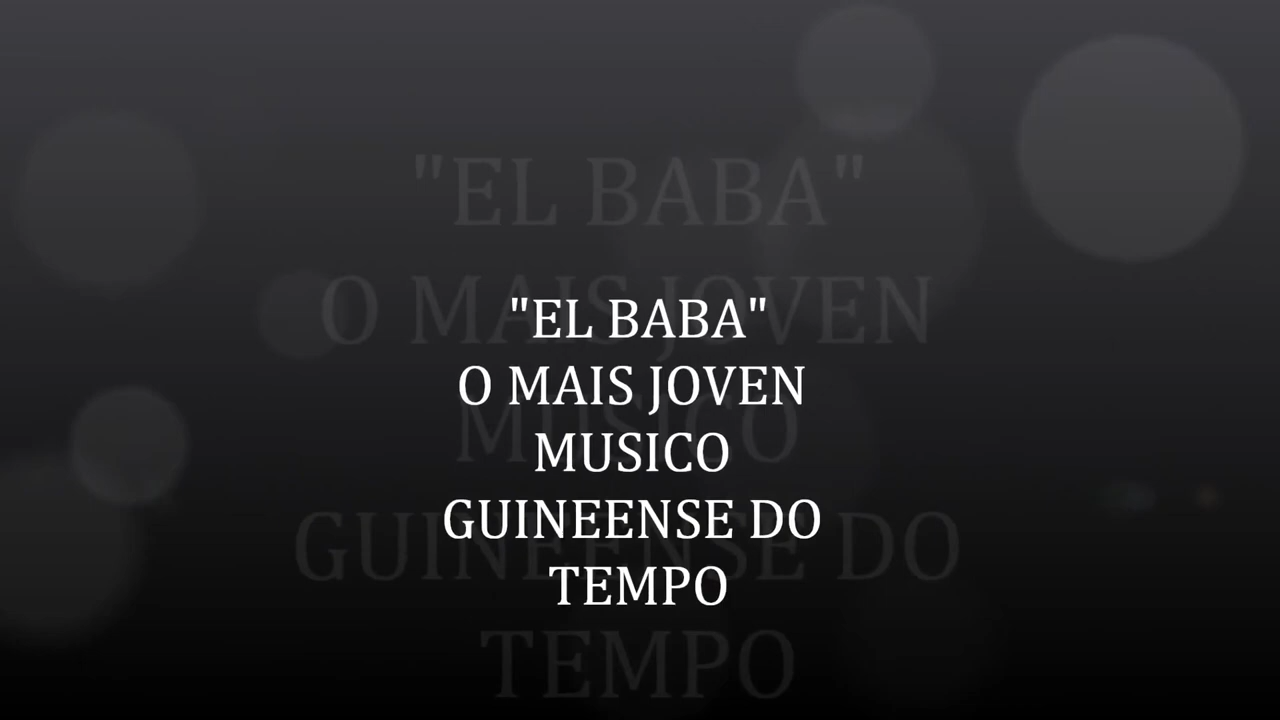 "EL BABA"
O MAIS JOVEN
MUSICO
GUINEENSE DO
TEMPO